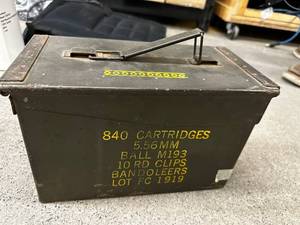 840 CARTRIDGES
5.56MM
BALL M193
10 RD CLIPS
BANDOLEERS
LOT FC 1919